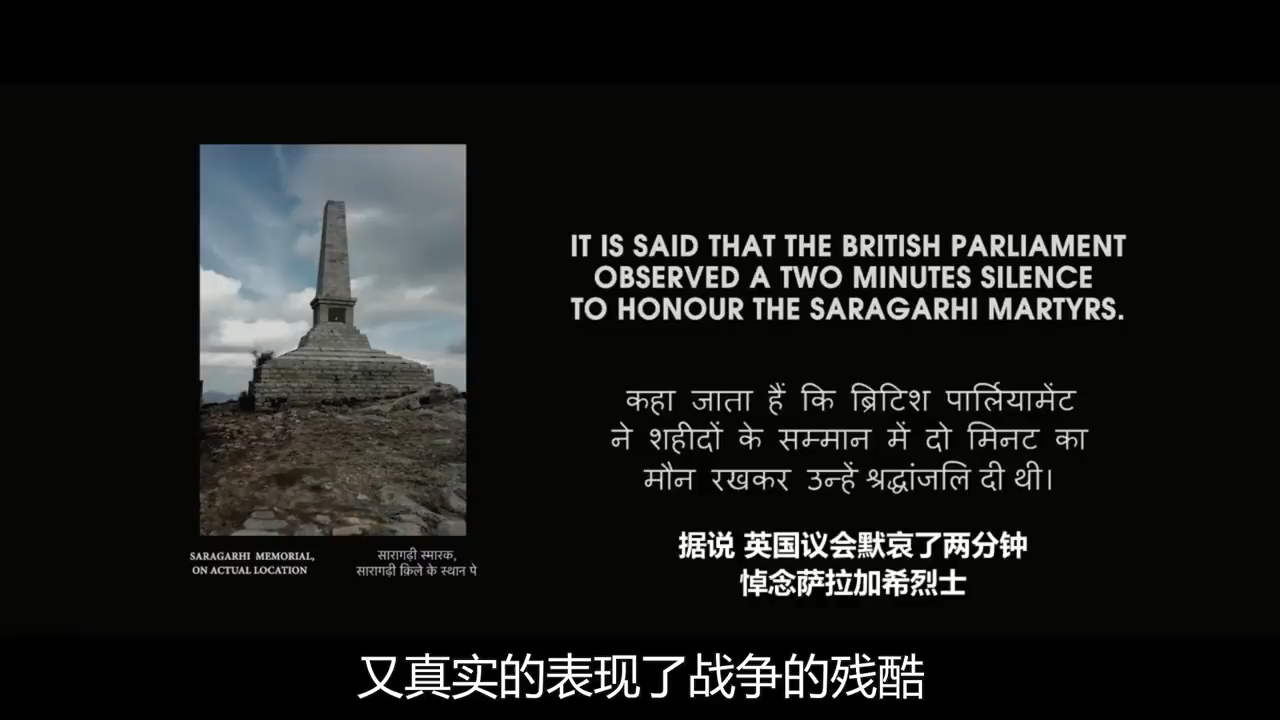 IT IS SAID THAT THE BRITISH PARLIAMENT
OBSERVED A TWO MINUTES SILENCE
TO HONOUR THE SARAGARHI MARTYRS.
कहा जाता हैं कि ब्रिटिश पार्लियामेंट
ने शहीदों के सम्मान में दो मिनट का
मौन रखकर उन्हें श्रद्धांजलि दी थी।
SARAGARHI MEMORIAL,
ON ACTUAL LOCATION
सारागढ़ी स्मारक,
सारागढ़ी क़िले के स्थान पे
据说 英国议会默哀了两分钟
悼念萨拉加希烈士
又真实的表现了战争的残酷